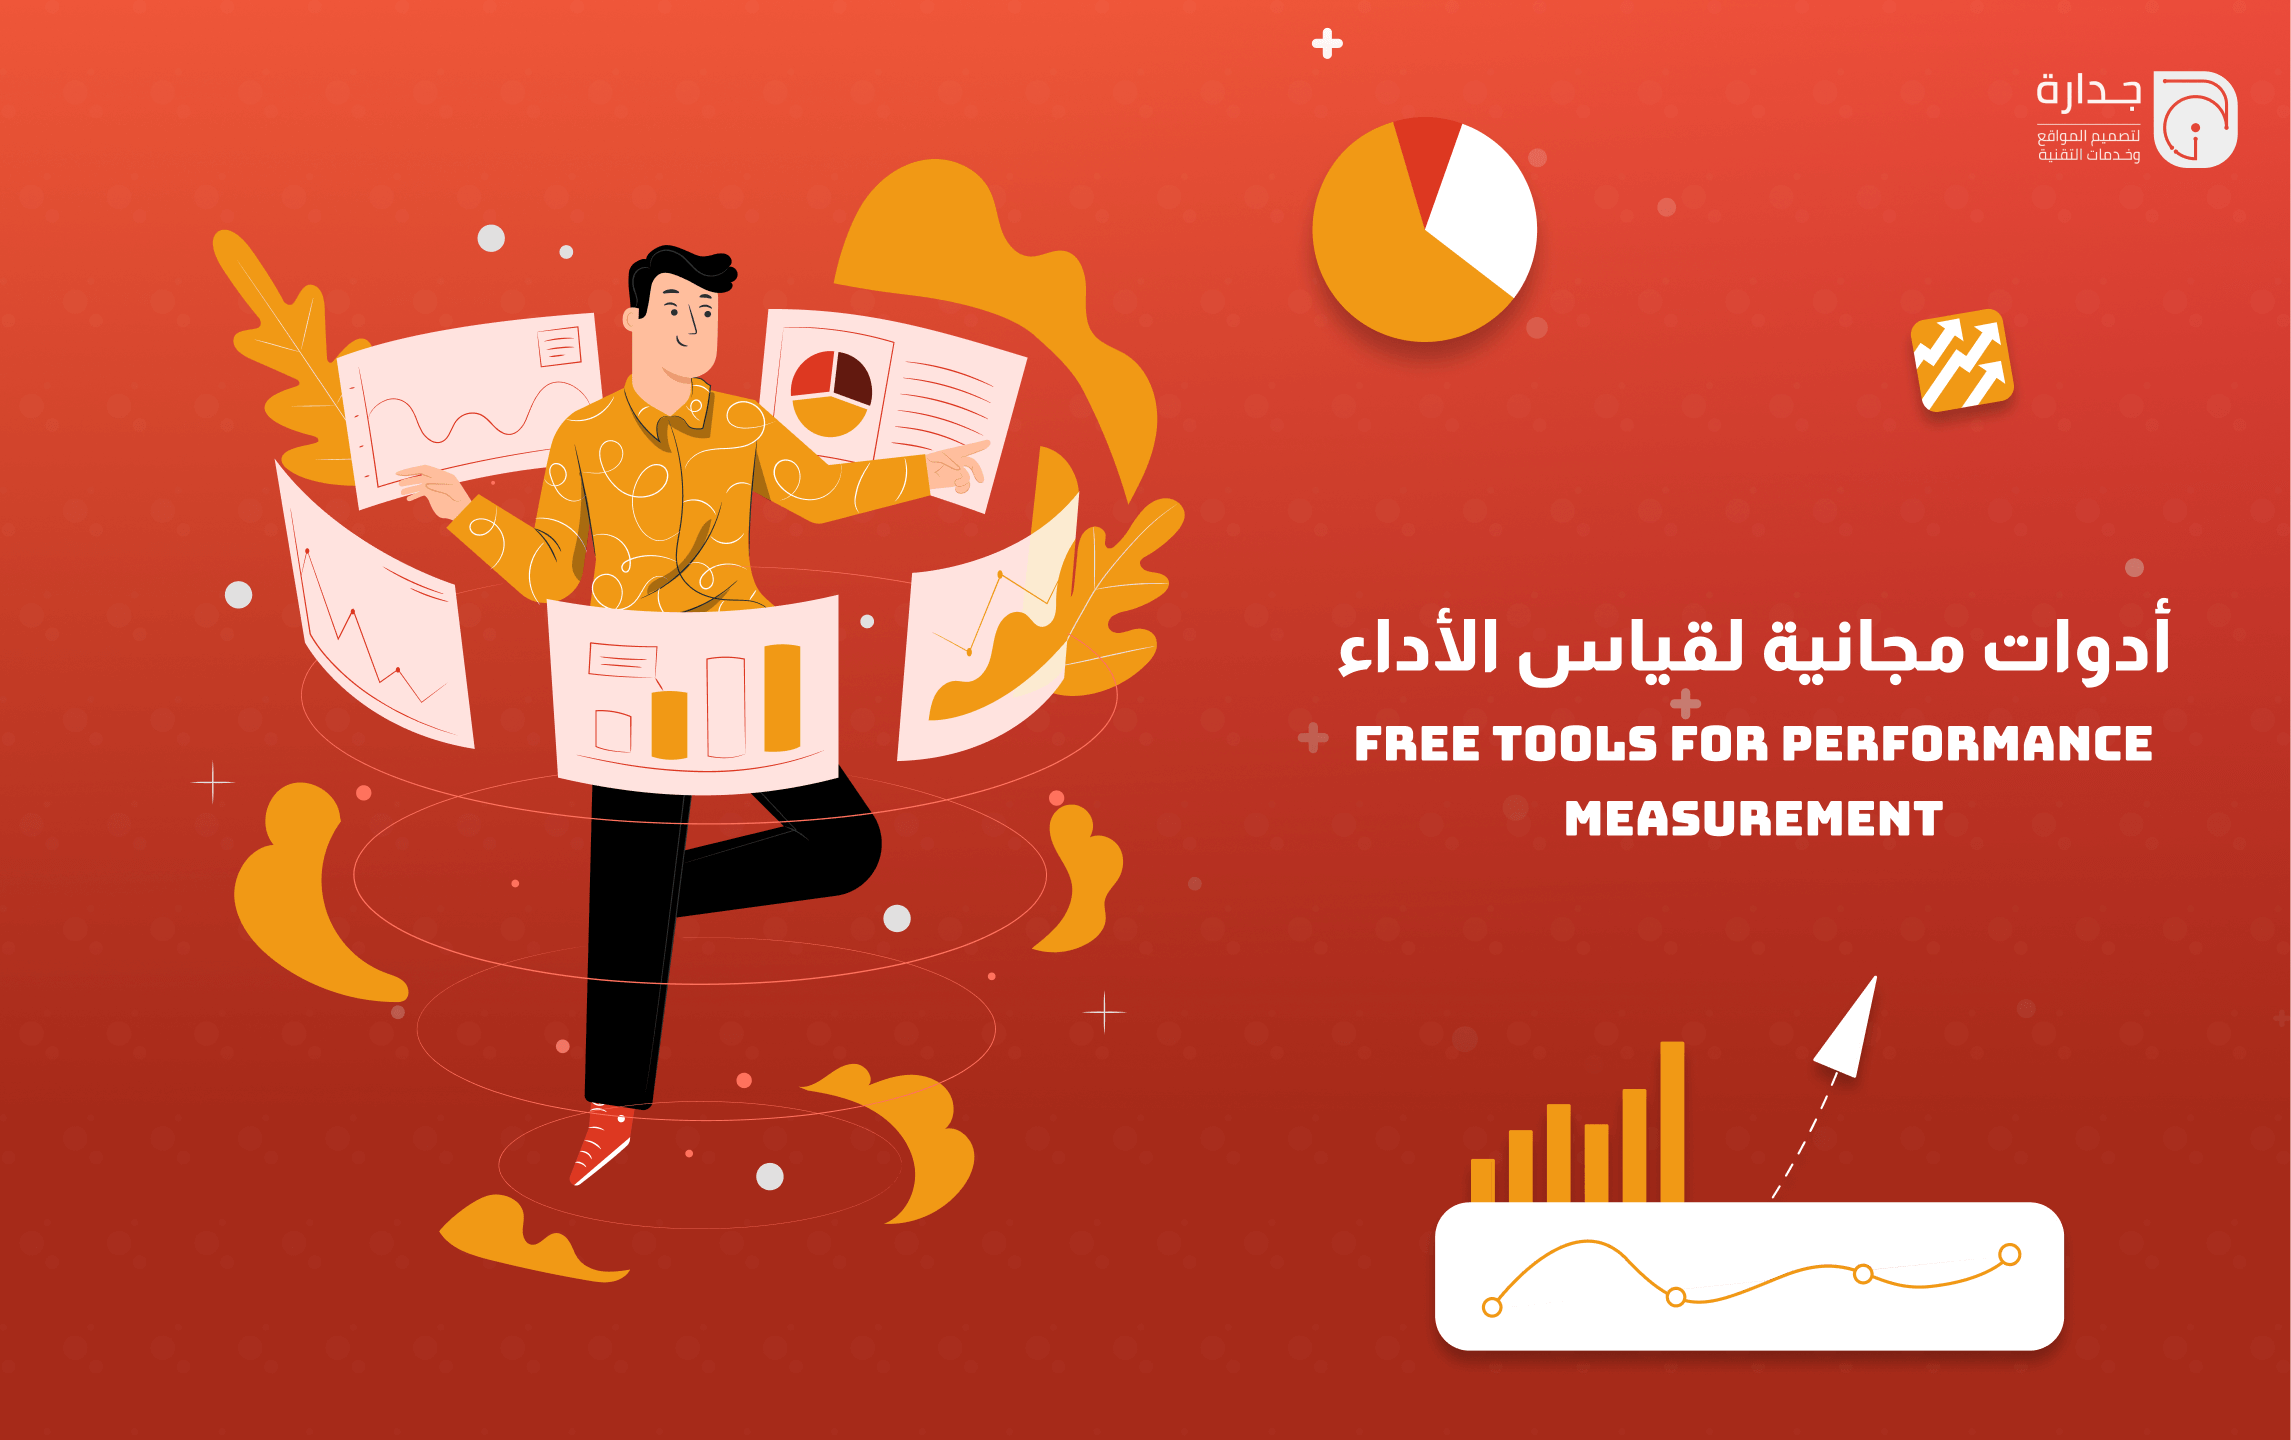 جدارة
لتصميم المواقع
وخدمات التقنية
أدوات مجانية لقياس الأداء
FREE TOOLS FOR PERFORMANCE
MEASUREMENT